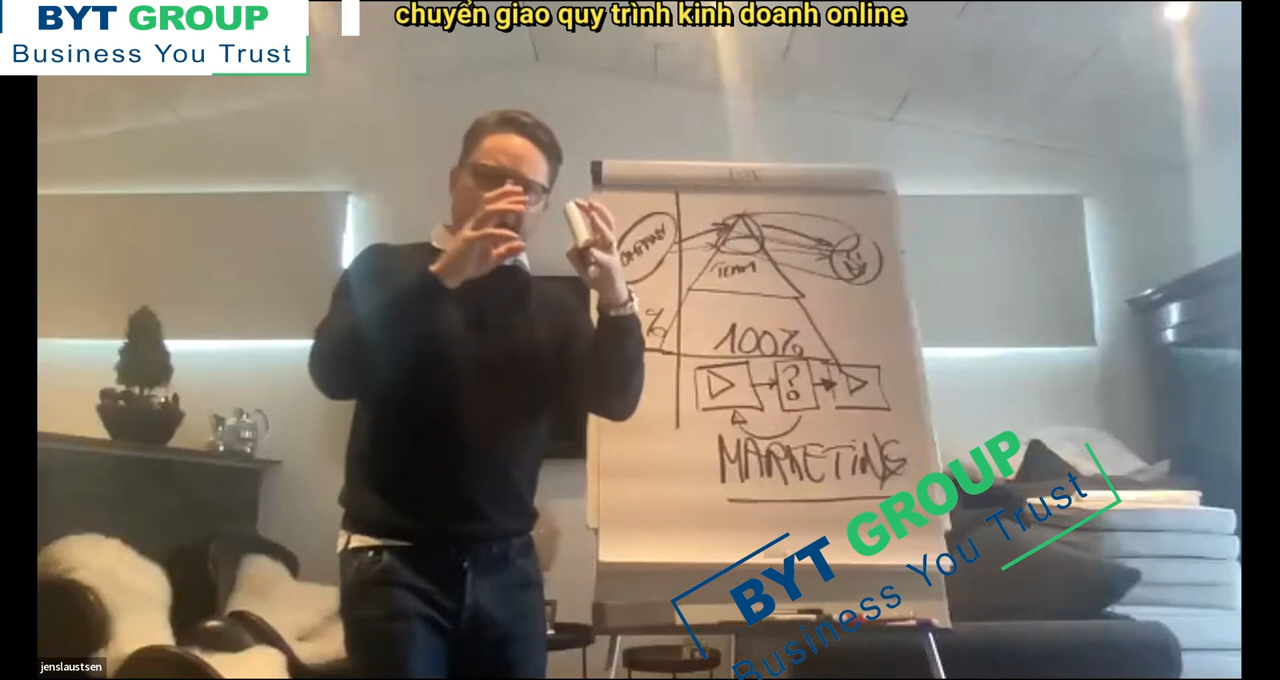 BYT GROUP
Business You Trust
chuyển giao quy trình kinh doanh online
OMPANY
TEAM
%
100%
?
MARKETING
BYT GROUP
Business You Trust
jenslaustsen